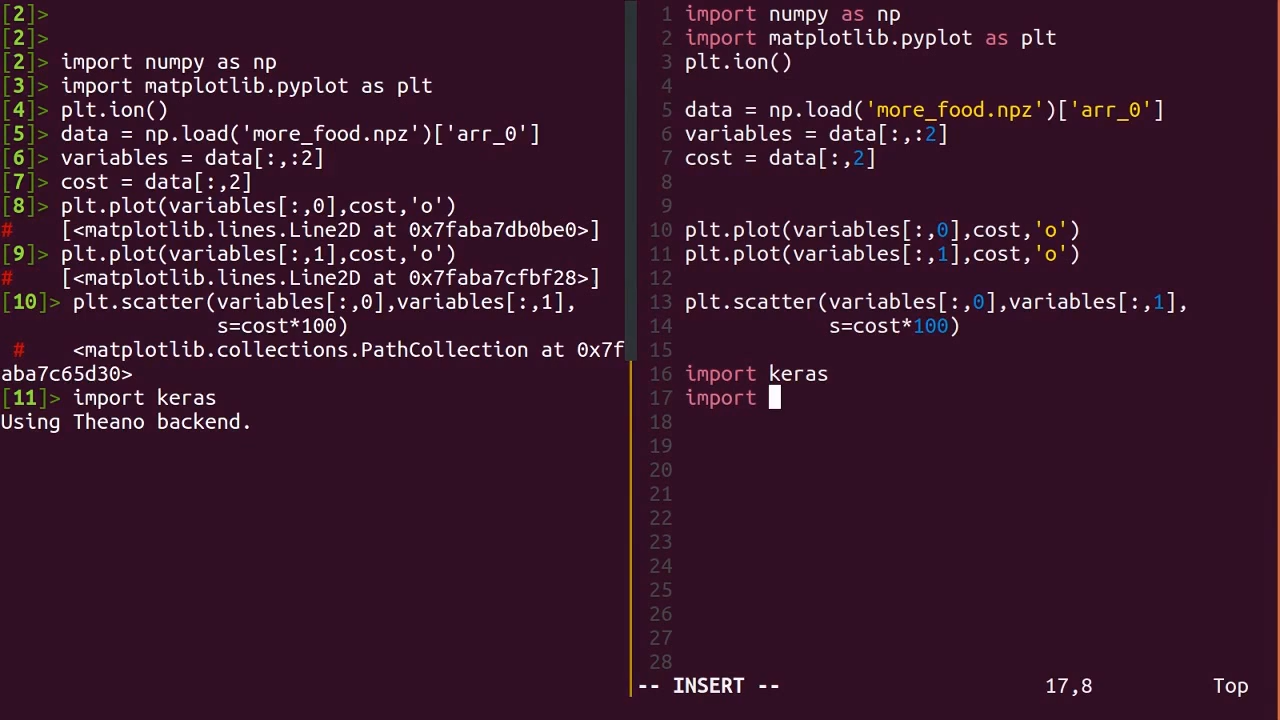 [2]>
[2]>
[2]> import numpy as np
[3]> import matplotlib.pyplot as plt
[4]> plt.ion()
[5]> data = np.load('more_food.npz')['arr_0']
[6]> variables = data[:,:2]
[7]> cost = data[:,2]
[8]> plt.plot(variables[:,0],cost,'o')
#    [<matplotlib.lines.Line2D at 0x7faba7db0be0>]
[9]> plt.plot(variables[:,1],cost,'o')
#    [<matplotlib.lines.Line2D at 0x7faba7cfbf28>]
[10]> plt.scatter(variables[:,0],variables[:,1],
                  s=cost*100)
 #    <matplotlib.collections.PathCollection at 0x7f
aba7c65d30>
[11]> import keras
Using Theano backend.
1 import numpy as np
2 import matplotlib.pyplot as plt
3 plt.ion()
4
5 data = np.load('more_food.npz')['arr_0']
6 variables = data[:,:2]
7 cost = data[:,2]
8
9
10 plt.plot(variables[:,0],cost,'o')
11 plt.plot(variables[:,1],cost,'o')
12
13 plt.scatter(variables[:,0],variables[:,1],
14             s=cost*100)
15
16 import keras
17 import
18
19
20
21
22
23
24
25
26
27
28
-- INSERT -- 17,8 Top